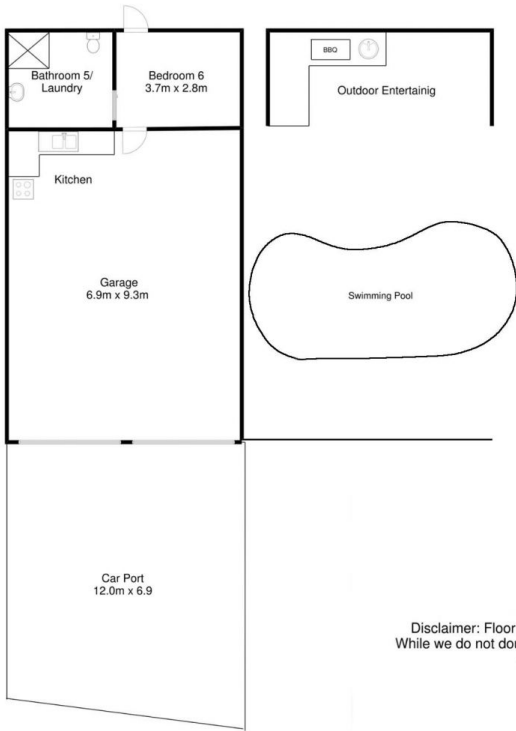 Bathroom 5/
Laundry
Bedroom 6
3.7m x 2.8m
BBQ
Outdoor Entertainig
Kitchen
Garage
6.9m x 9.3m
Swimming Pool
Car Port
12.0m x 6.9
Disclaimer: Floor
While we do not do